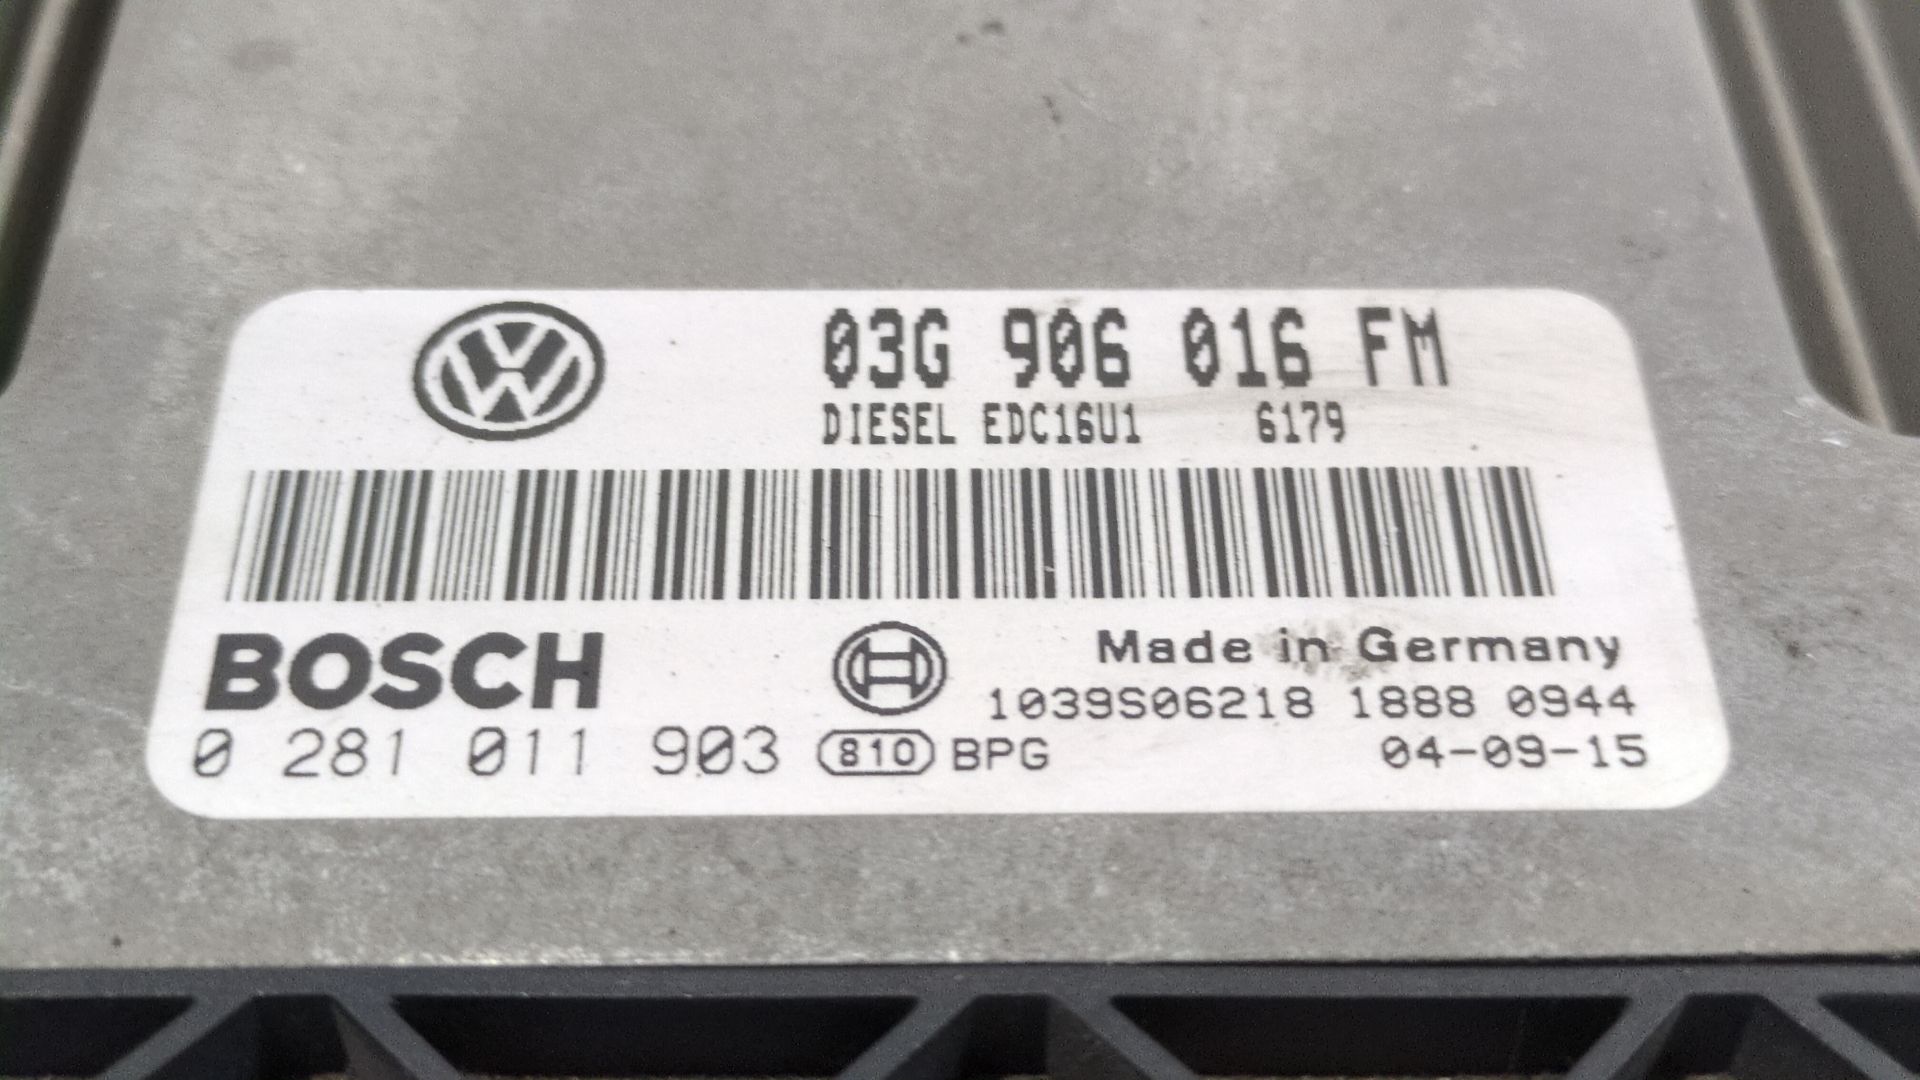 03G 906 016 FM
DIESEL EDC16U1 6179
BOSCH
Made in Germany
1039S06218 1888 0944
0 281 011 903 810 BPG 04-09-15